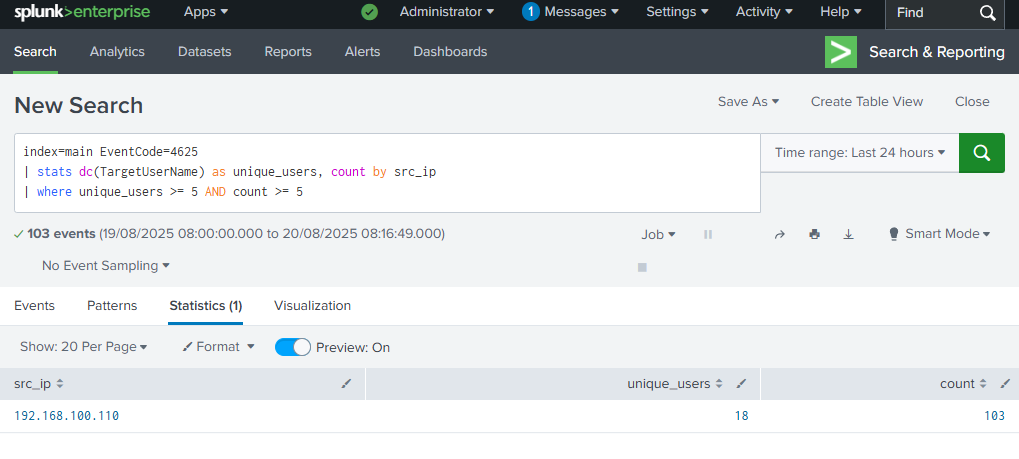 splunk>enterprise Apps Administrator 1 Messages Settings Activity Help Find
Search Analytics Datasets Reports Alerts Dashboards Search & Reporting
New Search Save As Create Table View Close
index=main EventCode=4625
| stats dc(TargetUserName) as unique_users, count by src_ip
| where unique_users >= 5 AND count >= 5
Time range: Last 24 hours
103 events (19/08/2025 08:00:00.000 to 20/08/2025 08:16:49.000) Job Smart Mode
No Event Sampling
Events Patterns Statistics (1) Visualization
Show: 20 Per Page Format Preview: On
src_ip unique_users count
192.168.100.110 18 103